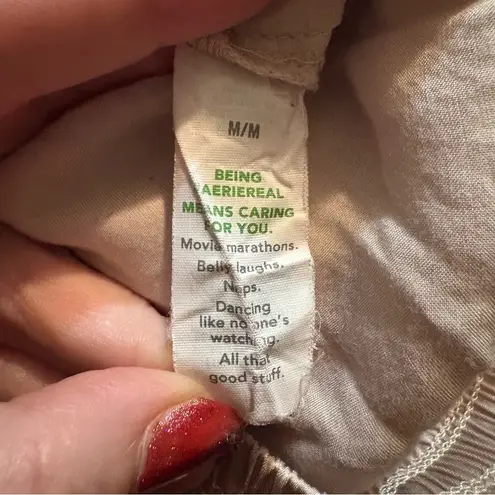 M/M
BEING
AERIEREAL
MEANS CARING
FOR YOU.
Movie marathons.
Belly laughs.
Naps.
Dancing
like no one's
watching.
All that
good stuff.